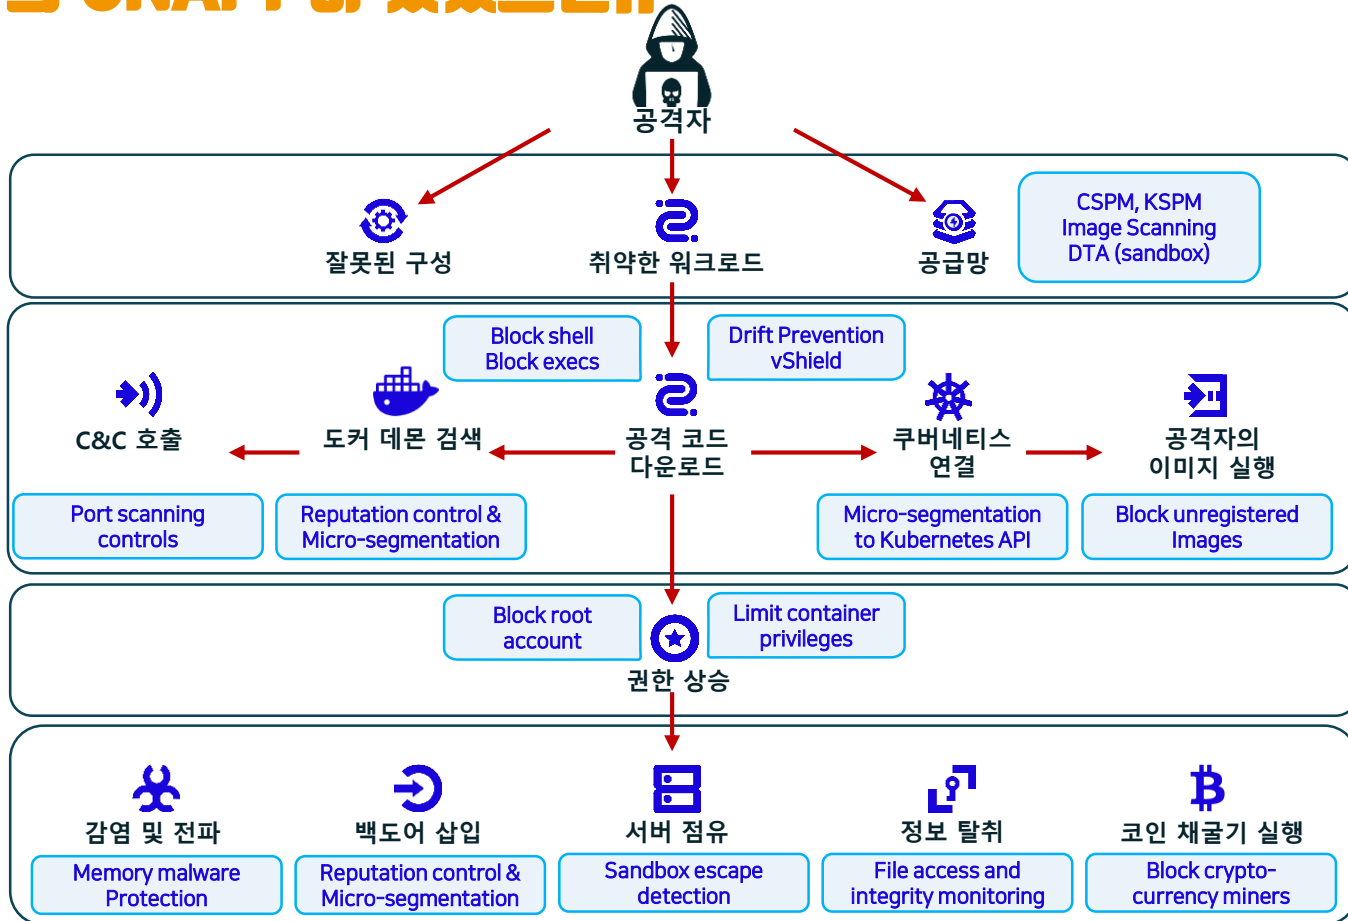 공격자
잘못된 구성
취약한 워크로드
공급망
CSPM, KSPM
Image Scanning
DTA (sandbox)
Block shell
Block execs
Drift Prevention
vShield
C&C 호출
도커 데몬 검색
공격 코드
다운로드
쿠버네티스
연결
공격자의
이미지 실행
Port scanning
controls
Reputation control &
Micro-segmentation
Micro-segmentation
to Kubernetes API
Block unregistered
Images
Block root
account
Limit container
privileges
권한 상승
감염 및 전파
백도어 삽입
서버 점유
정보 탈취
코인 채굴기 실행
Memory malware
Protection
Reputation control &
Micro-segmentation
Sandbox escape
detection
File access and
integrity monitoring
Block crypto-
currency miners